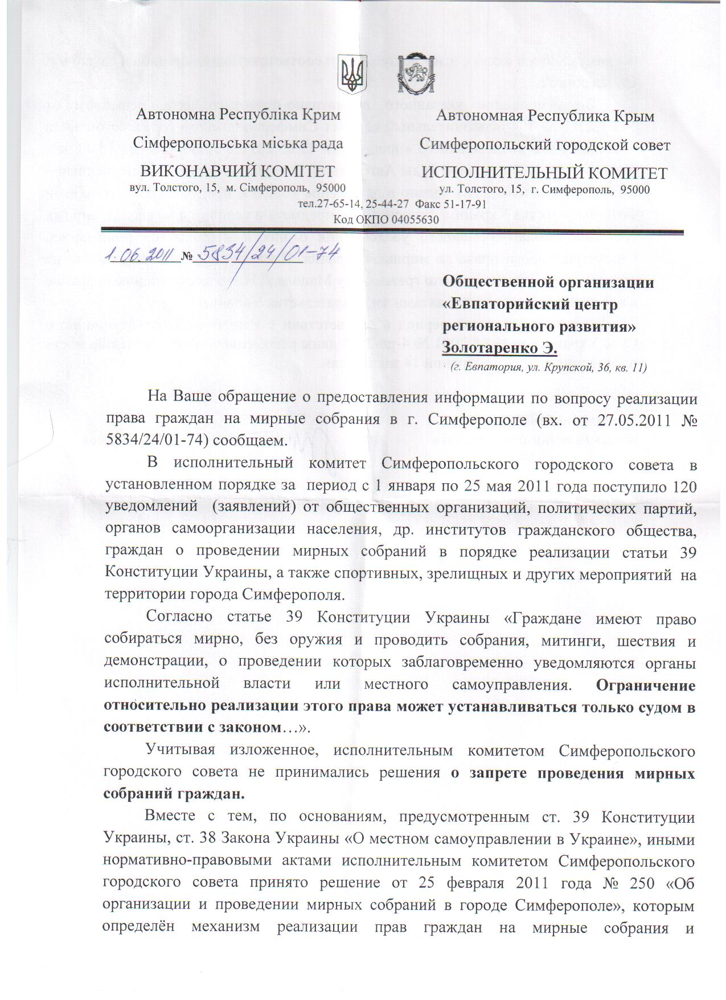 Автономна Республіка Крим
Сімферопольська міська рада
ВИКОНАВЧИЙ КОМІТЕТ
вул. Толстого, 15, м. Сімферополь, 95000
Автономная Республика Крым
Симферопольский городской совет
ИСПОЛНИТЕЛЬНЫЙ КОМИТЕТ
ул. Толстого, 15, г. Симферополь, 95000
тел.27-65-14, 25-44-27 Факс 51-17-91
Код ОКПО 04055630
1.06.2011 № 5834/24/01-74
Общественной организации
«Евпаторийский центр
регионального развития»
Золотаренко Э.
(г. Евпатория, ул. Крупской, 36, кв. 11)
На Ваше обращение о предоставления информации по вопросу реализации
права граждан на мирные собрания в г. Симферополе (вх. от 27.05.2011 №
5834/24/01-74) сообщаем.
В исполнительный комитет Симферопольского городского совета в
установленном порядке за период с 1 января по 25 мая 2011 года поступило 120
уведомлений (заявлений) от общественных организаций, политических партий,
органов самоорганизации населения, др. институтов гражданского общества,
граждан о проведении мирных собраний в порядке реализации статьи 39
Конституции Украины, а также спортивных, зрелищных и других мероприятий на
территории города Симферополя.
Согласно статье 39 Конституции Украины «Граждане имеют право
собираться мирно, без оружия и проводить собрания, митинги, шествия и
демонстрации, о проведении которых заблаговременно уведомляются органы
исполнительной власти или местного самоуправления. Ограничение
относительно реализации этого права может устанавливаться только судом в
соответствии с законом…».
Учитывая изложенное, исполнительным комитетом Симферопольского
городского совета не принимались решения о запрете проведения мирных
собраний граждан.
Вместе с тем, по основаниям, предусмотренным ст. 39 Конституции
Украины, ст. 38 Закона Украины «О местном самоуправлении в Украине», иными
нормативно-правовыми актами исполнительным комитетом Симферопольского
городского совета принято решение от 25 февраля 2011 года № 250 «Об
организации и проведении мирных собраний в городе Симферополе», которым
определён механизм реализации прав граждан на мирные собрания и